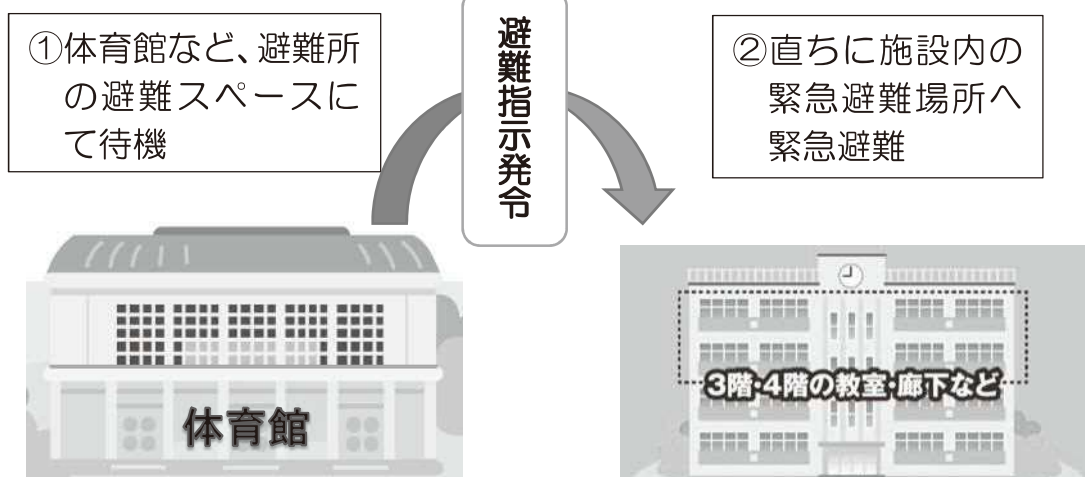 ①体育館など、避難所
の避難スペースに
て待機
避難指示発令
②直ちに施設内の
緊急避難場所へ
緊急避難
体育館
3階・4階の教室・廊下など